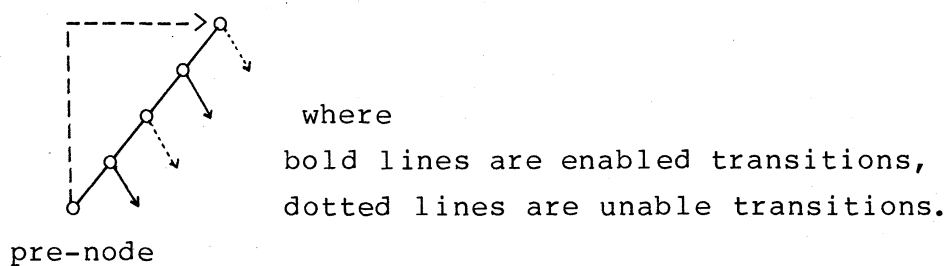 where
bold lines are enabled transitions,
dotted lines are unable transitions.
pre-node